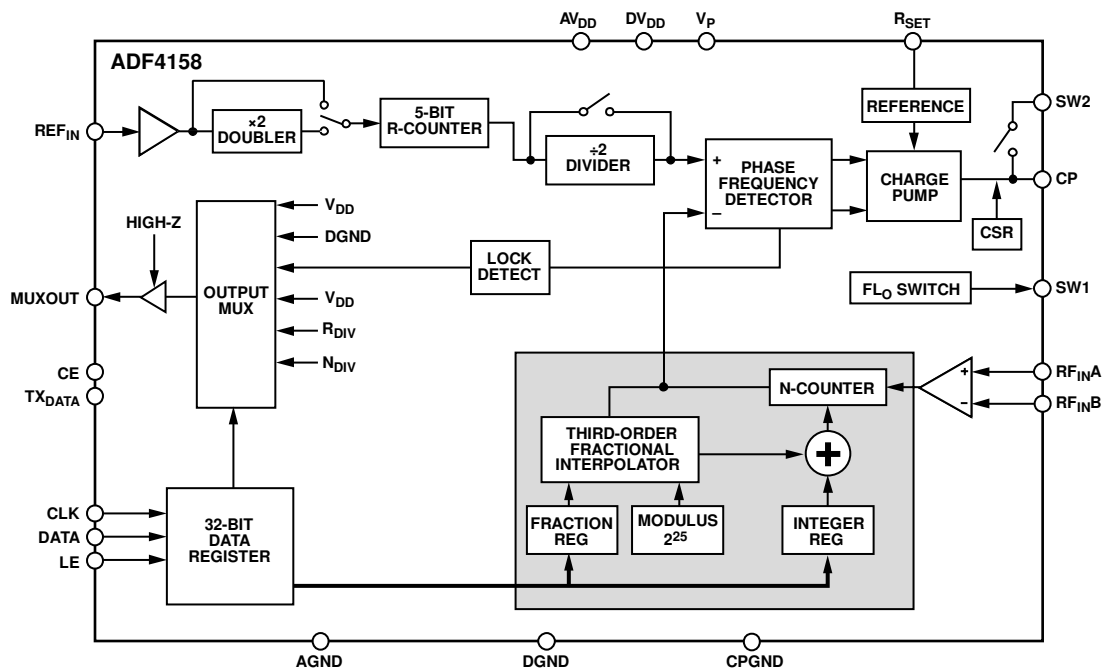 AVDD
DVDD
VP
RSET
ADF4158
REFIN
×2
DOUBLER
5-BIT
R-COUNTER
÷2
DIVIDER
+
–
PHASE
FREQUENCY
DETECTOR
REFERENCE
CHARGE
PUMP
SW2
CP
CSR
HIGH-Z
MUXOUT
OUTPUT
MUX
VDD
DGND
LOCK
DETECT
VDD
RDIV
NDIV
FLO SWITCH
SW1
CE
TXDATA
N-COUNTER
+
–
RFINA
RFINB
THIRD-ORDER
FRACTIONAL
INTERPOLATOR
+
CLK
DATA
LE
32-BIT
DATA
REGISTER
FRACTION
REG
MODULUS
2²⁵
INTEGER
REG
AGND
DGND
CPGND